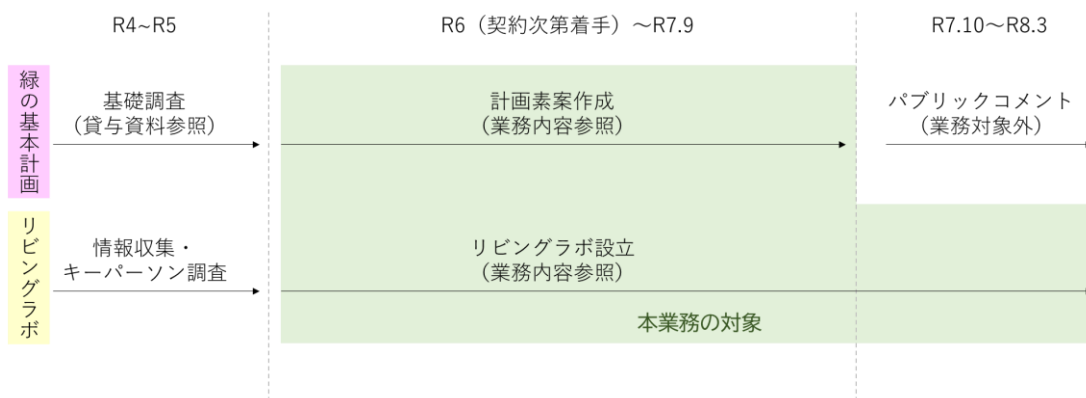 R4~R5
R6（契約次第着手）～R7.9
R7.10～R8.3
緑の基本計画
基礎調査
（貸与資料参照）
計画素案作成
（業務内容参照）
パブリックコメント
（業務対象外）
リビングラボ
情報収集・
キーパーソン調査
リビングラボ設立
（業務内容参照）
本業務の対象